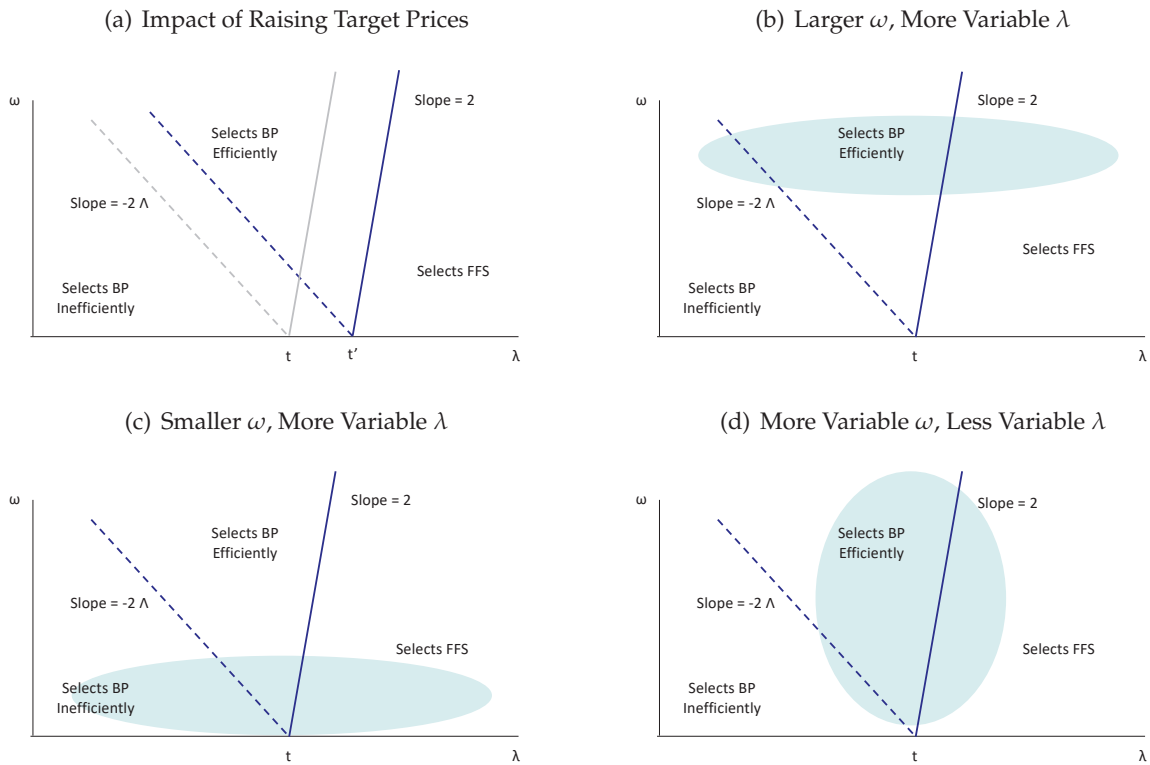 (a) Impact of Raising Target Prices
ω
Slope = 2
Selects BP
Efficiently
Slope = -2 Λ
Selects FFS
Selects BP
Inefficiently
t
t’
λ
(b) Larger ω, More Variable λ
ω
Slope = 2
Selects BP
Efficiently
Slope = -2 Λ
Selects FFS
Selects BP
Inefficiently
t
λ
(c) Smaller ω, More Variable λ
ω
Slope = 2
Selects BP
Efficiently
Slope = -2 Λ
Selects FFS
Selects BP
Inefficiently
t
λ
(d) More Variable ω, Less Variable λ
ω
Slope = 2
Selects BP
Efficiently
Slope = -2 Λ
Selects FFS
Selects BP
Inefficiently
t
λ